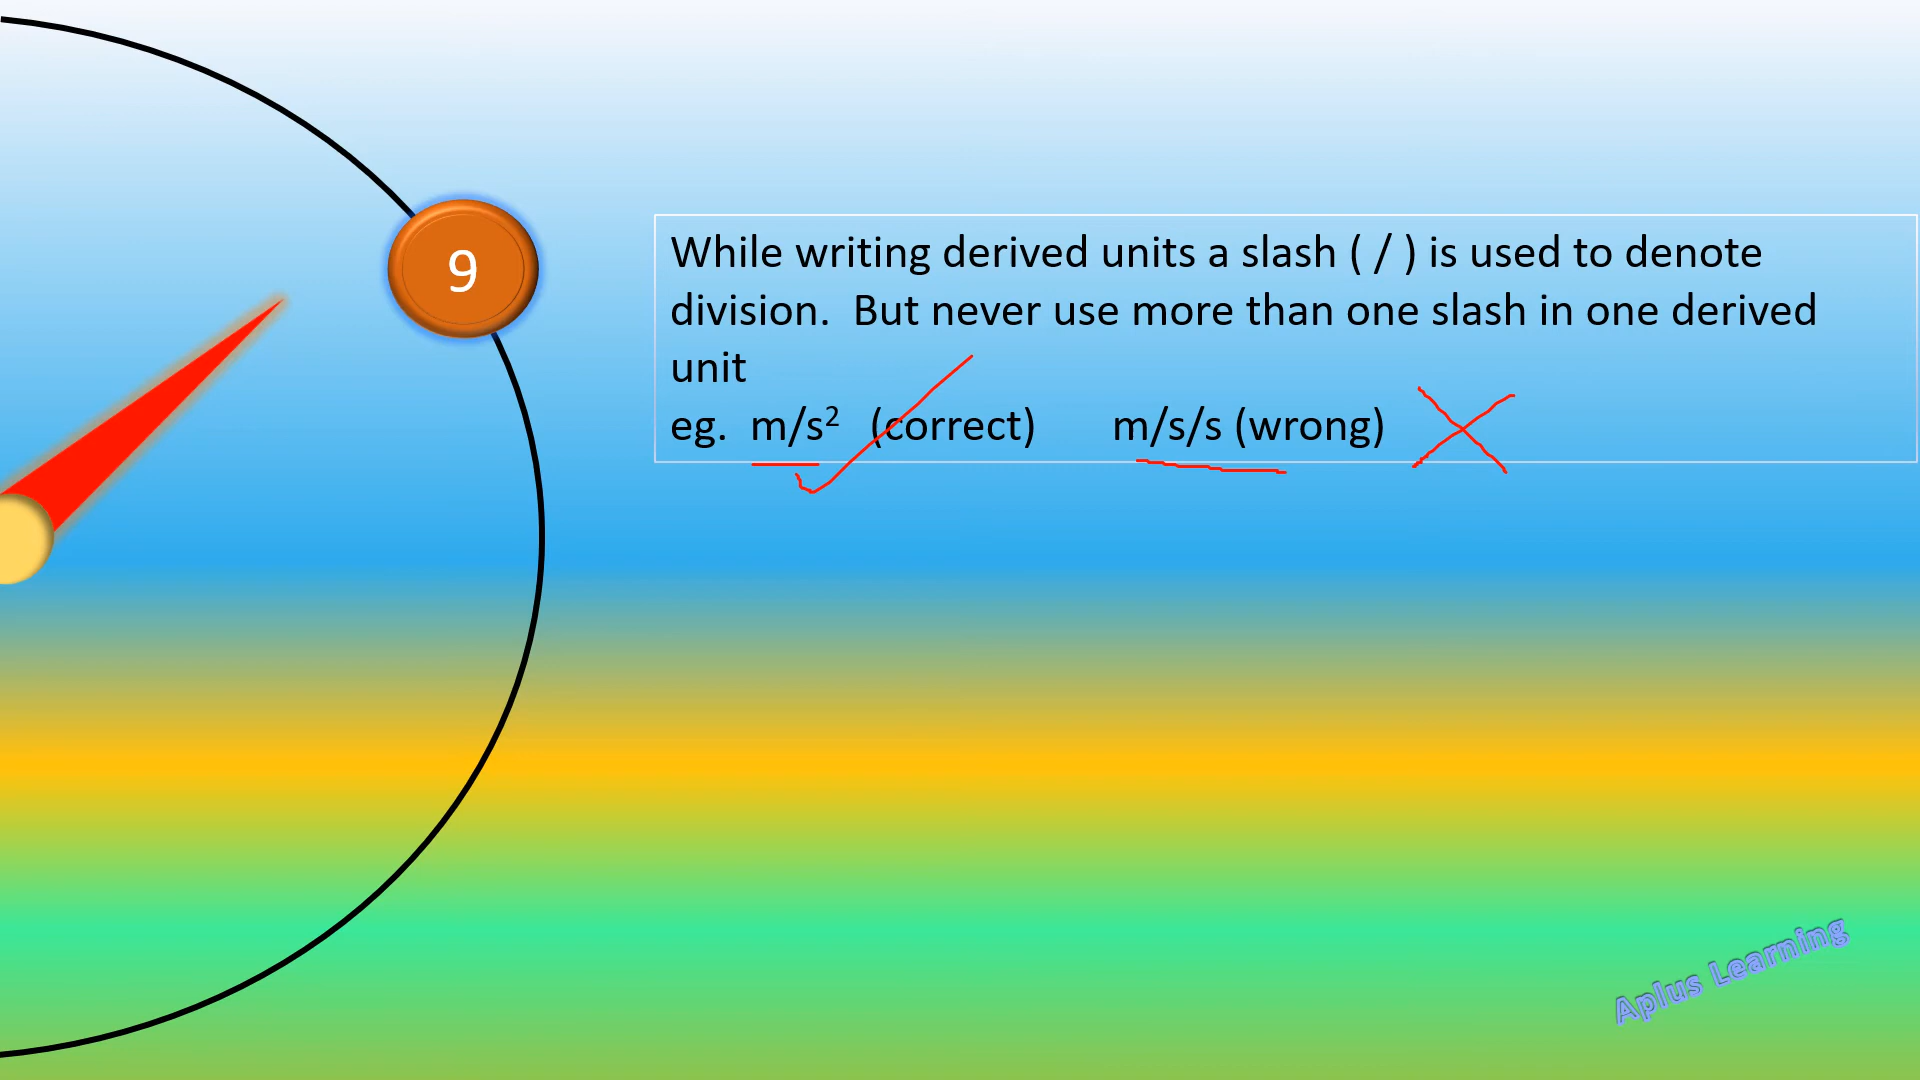 9
While writing derived units a slash ( / ) is used to denote
division.  But never use more than one slash in one derived
unit
eg.  m/s²   (correct)      m/s/s (wrong)
Aplus Learning